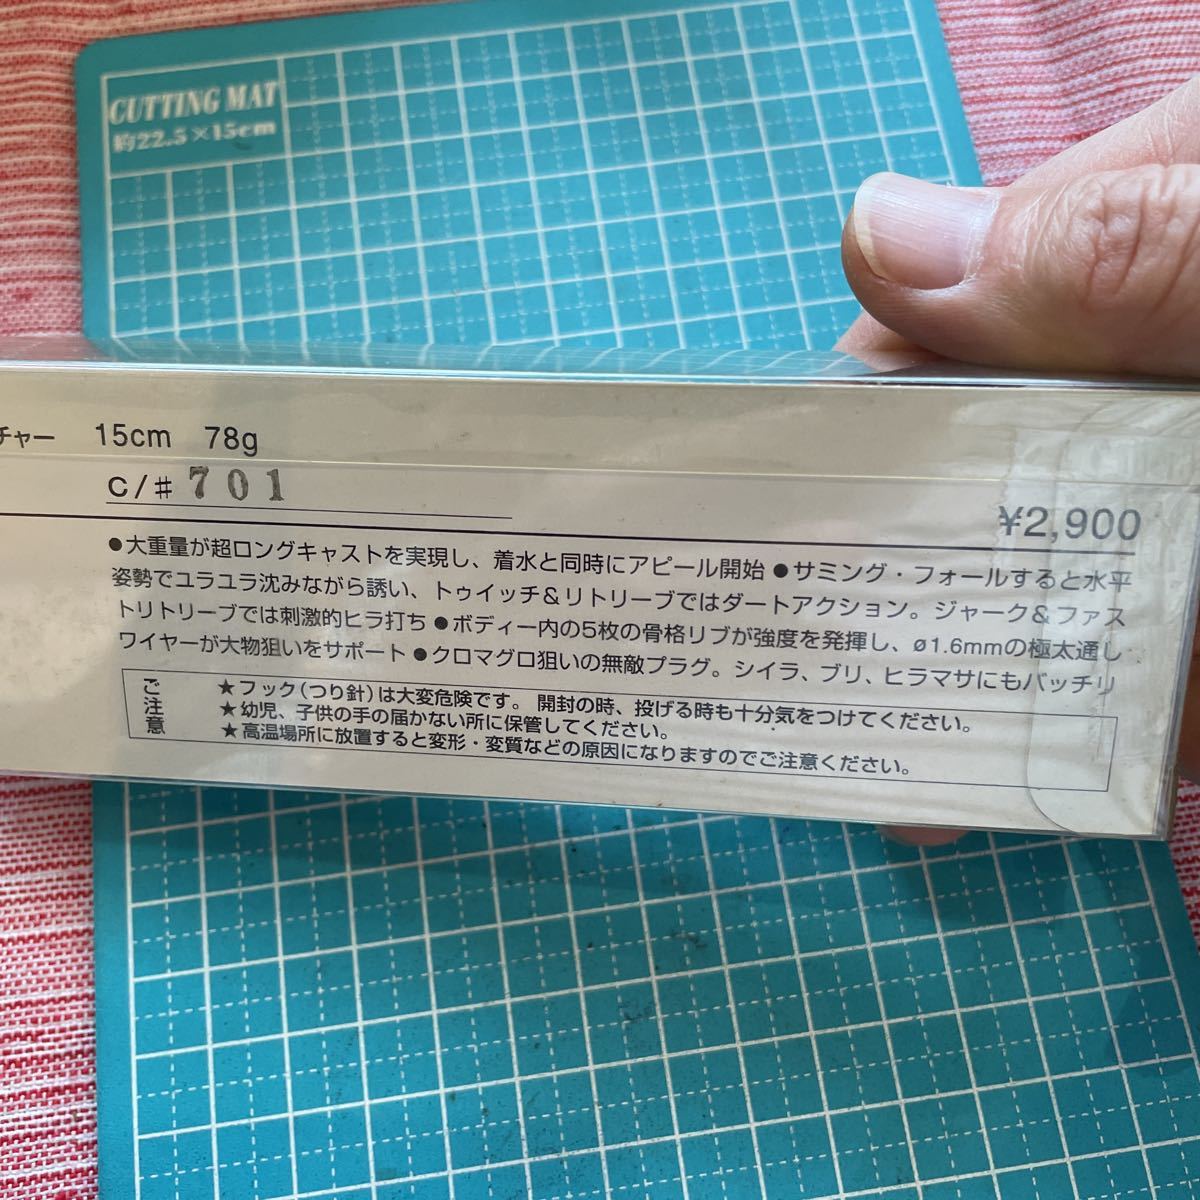 CUTTING MAT
約22.5×15cm
チャー 15cm 78g
C/# 701
¥2,900
●大重量が超ロングキャストを実現し、着水と同時にアピール開始●サミング・フォールすると水平
姿勢でユラユラ沈みながら誘い、トゥイッチ&リトリーブではダートアクション。ジャーク&ファス
トリトリーブでは刺激的ヒラ打ち●ボディー内の5枚の骨格リブが強度を発揮し、ø1.6mmの極太通し
ワイヤーが大物狙いをサポート●クロマグロ狙いの無敵プラグ。シイラ、ブリ、ヒラマサにもバッチリ
ご注意
★フック(つり針)は大変危険です。開封の時、投げる時も十分気をつけてください。
★幼児、子供の手の届かない所に保管してください。
★高温場所に放置すると変形・変質などの原因になりますのでご注意ください。